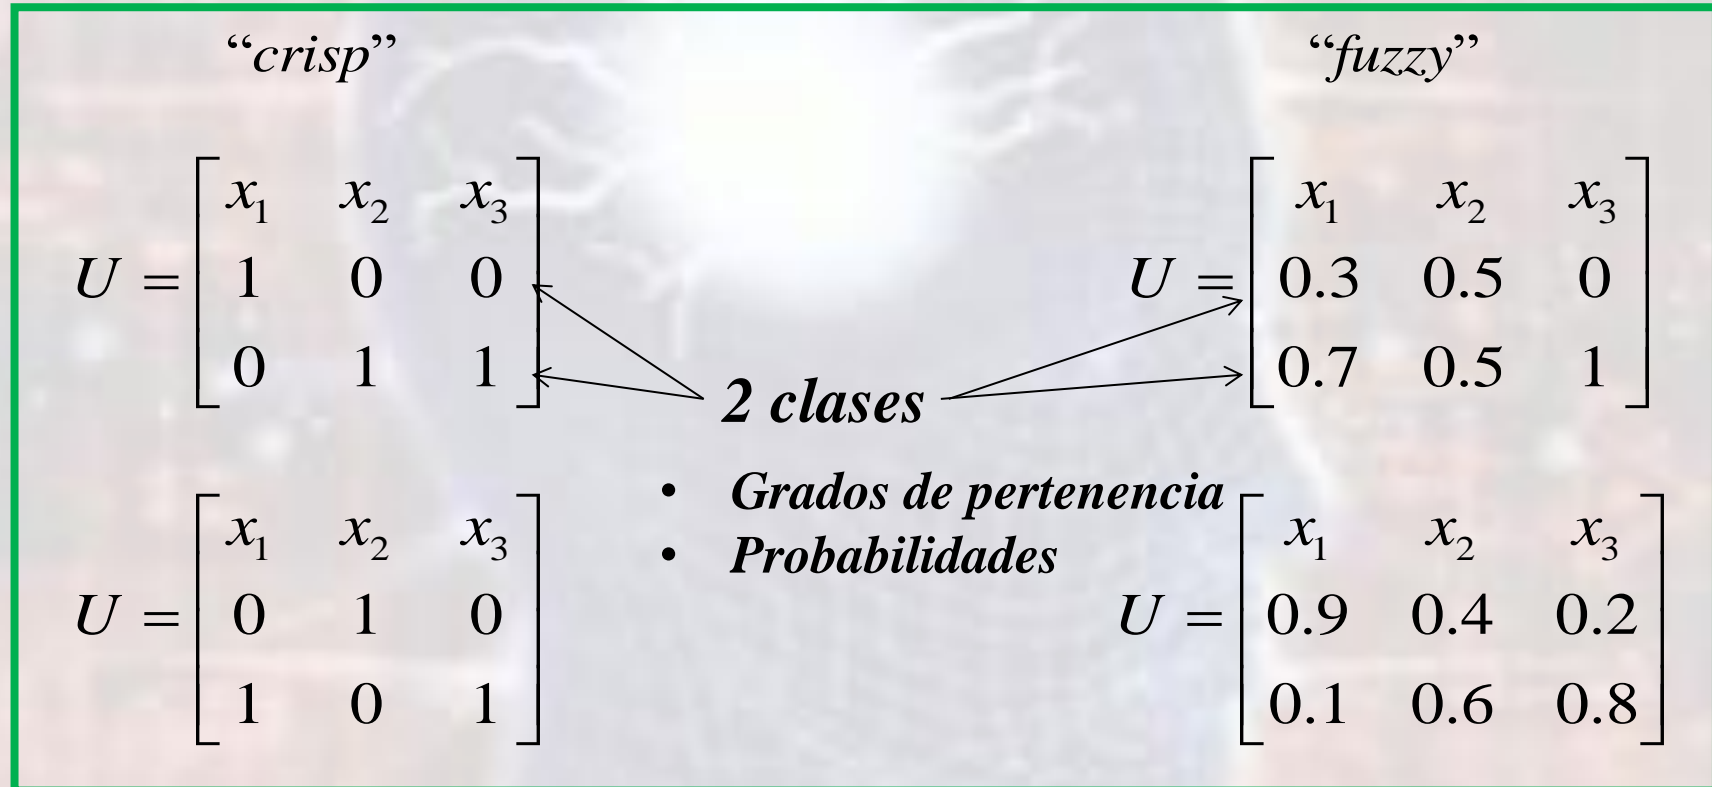 “crisp”
“fuzzy”
x₁ x₂ x₃
U = 1 0 0
0 1 1
x₁ x₂ x₃
U = 0.3 0.5 0
0.7 0.5 1
2 clases
• Grados de pertenencia
• Probabilidades
x₁ x₂ x₃
U = 0 1 0
1 0 1
x₁ x₂ x₃
U = 0.9 0.4 0.2
0.1 0.6 0.8